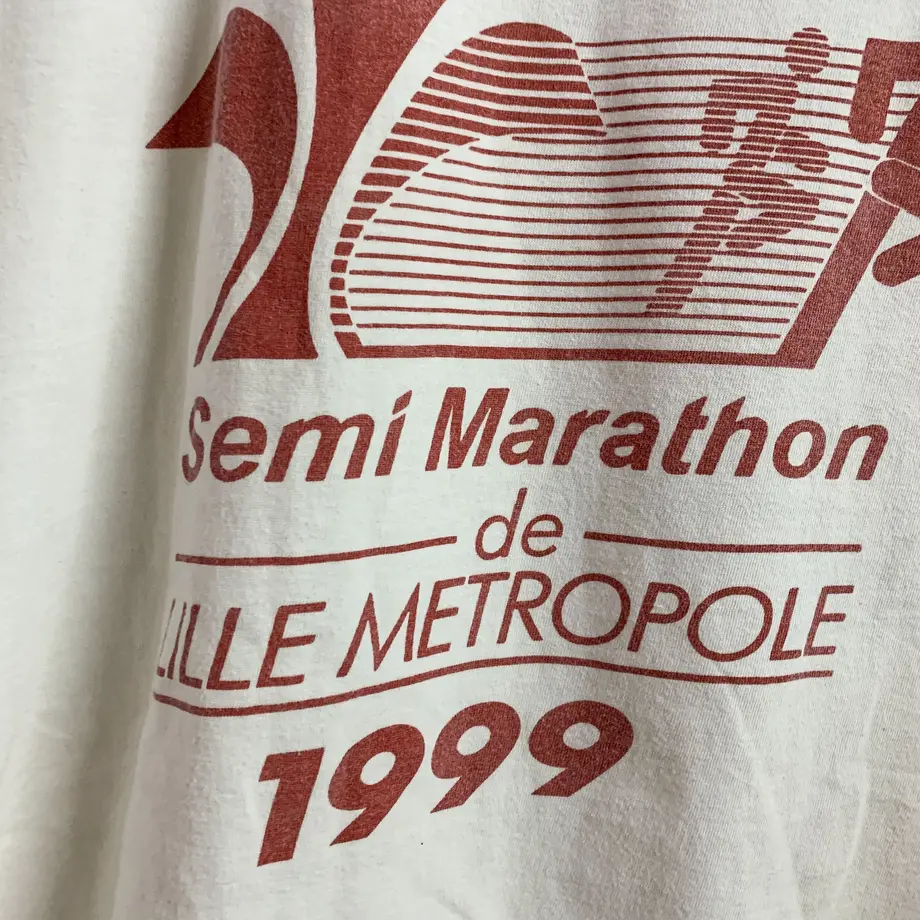 Semi Marathon
de
LILLE METROPOLE
1999